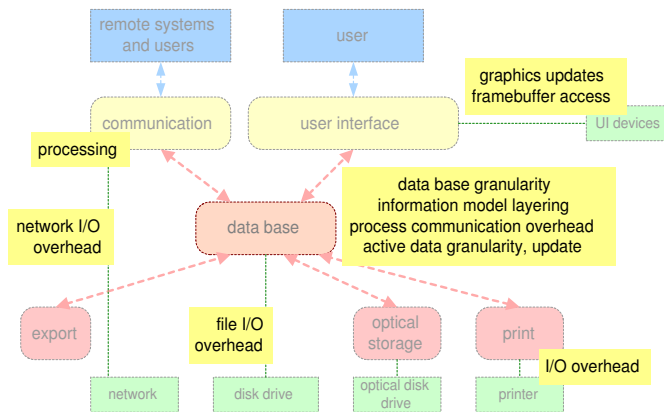 remote systems
and users
user
graphics updates
framebuffer access
communication
user interface
UI devices
processing
data base granularity
information model layering
process communication overhead
active data granularity, update
data base
network I/O
overhead
export
file I/O
overhead
optical
storage
print
I/O overhead
network
disk drive
optical disk
drive
printer